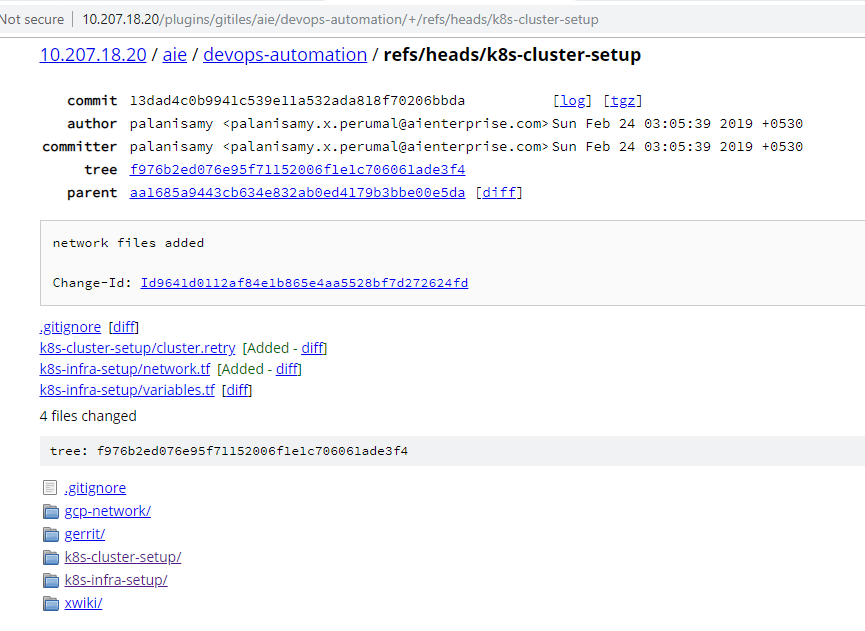 Not secure | 10.207.18.20/plugins/gitiles/aie/devops-automation/+/refs/heads/k8s-cluster-setup
10.207.18.20 / aie / devops-automation / refs/heads/k8s-cluster-setup
commit 13dad4c0b9941c539e11a532ada818f70206bbda [log] [tgz]
author palanisamy <palanisamy.x.perumal@aienterprise.com> Sun Feb 24 03:05:39 2019 +0530
committer palanisamy <palanisamy.x.perumal@aienterprise.com> Sun Feb 24 03:05:39 2019 +0530
tree f976b2ed076e95f71152006f1e1c706061ade3f4
parent aa1685a9443cb634e832ab0ed4179b3bbe00e5da [diff]
network files added
Change-Id: Id9641d0112af84e1b865e4aa5528bf7d272624fd
.gitignore [diff]
k8s-cluster-setup/cluster.retry [Added - diff]
k8s-infra-setup/network.tf [Added - diff]
k8s-infra-setup/variables.tf [diff]
4 files changed
tree: f976b2ed076e95f71152006f1e1c706061ade3f4
.gitignore
gcp-network/
gerrit/
k8s-cluster-setup/
k8s-infra-setup/
xwiki/